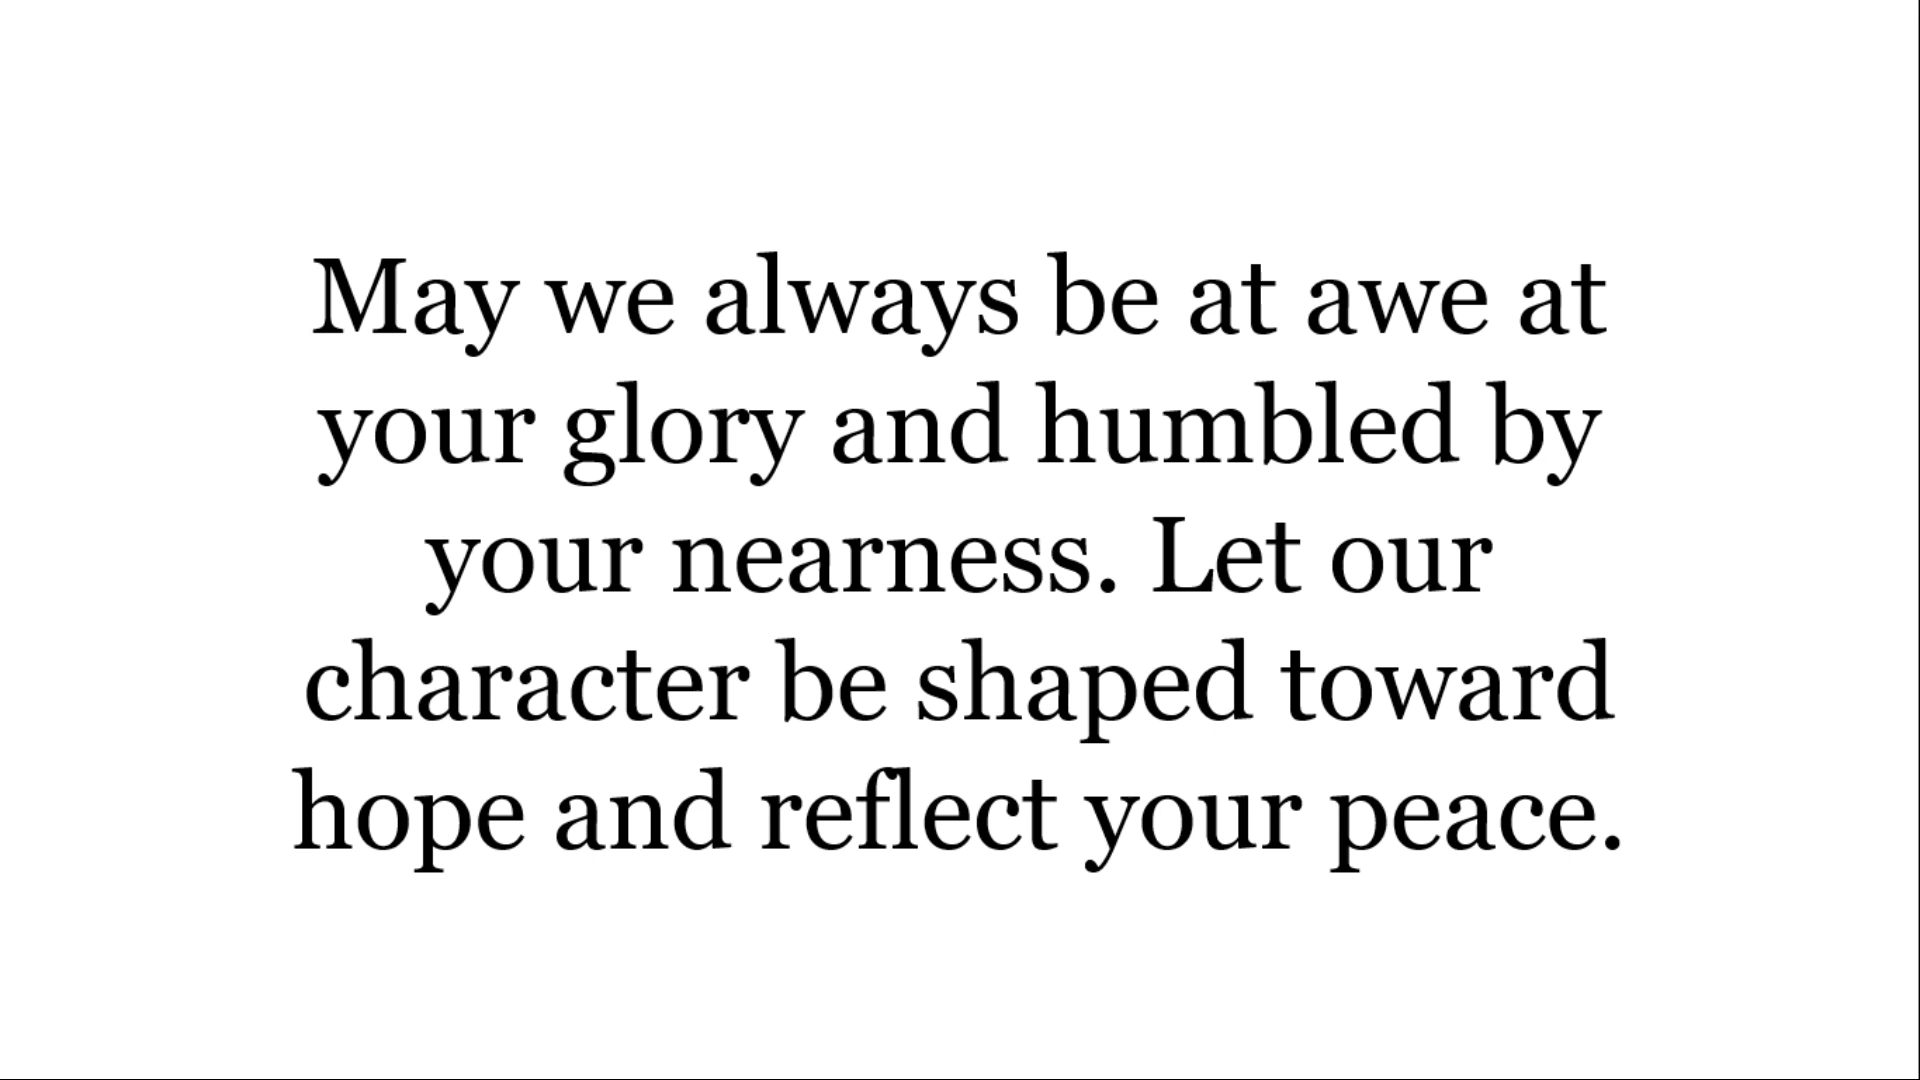 May we always be at awe at
your glory and humbled by
your nearness. Let our
character be shaped toward
hope and reflect your peace.